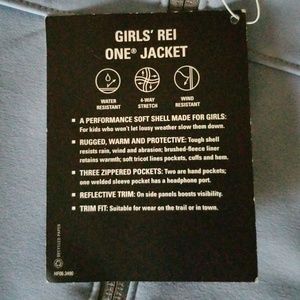 GIRLS' REI
ONE® JACKET
WATER
RESISTANT
4-WAY
STRETCH
WIND
RESISTANT
▪ A PERFORMANCE SOFT SHELL MADE FOR GIRLS:
For kids who won't let lousy weather slow them down.
▪ RUGGED, WARM AND PROTECTIVE: Tough shell
resists rain, wind and abrasion; brushed-fleece liner
retains warmth; soft tricot lines pockets, cuffs and hem.
▪ THREE ZIPPERED POCKETS: Two are hand pockets;
one welded sleeve pocket has a headphone port.
▪ REFLECTIVE TRIM: On side panels boosts visibility.
▪ TRIM FIT: Suitable for wear on the trail or in town.
RECYCLED PAPER
HF06.3490